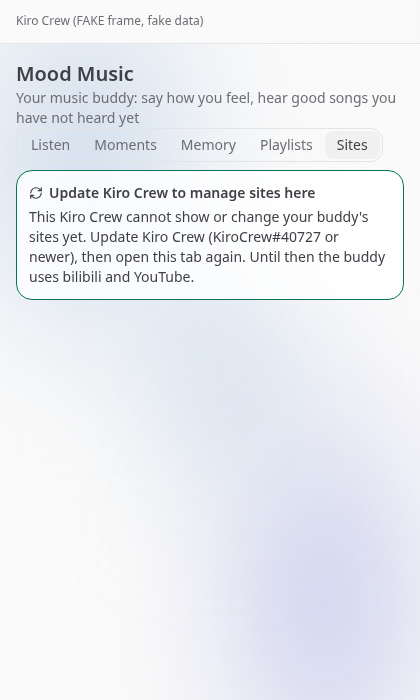 Kiro Crew (FAKE frame, fake data)
Mood Music
Your music buddy: say how you feel, hear good songs you
have not heard yet
Listen Moments Memory Playlists Sites
Update Kiro Crew to manage sites here
This Kiro Crew cannot show or change your buddy's
sites yet. Update Kiro Crew (KiroCrew#40727 or
newer), then open this tab again. Until then the buddy
uses bilibili and YouTube.